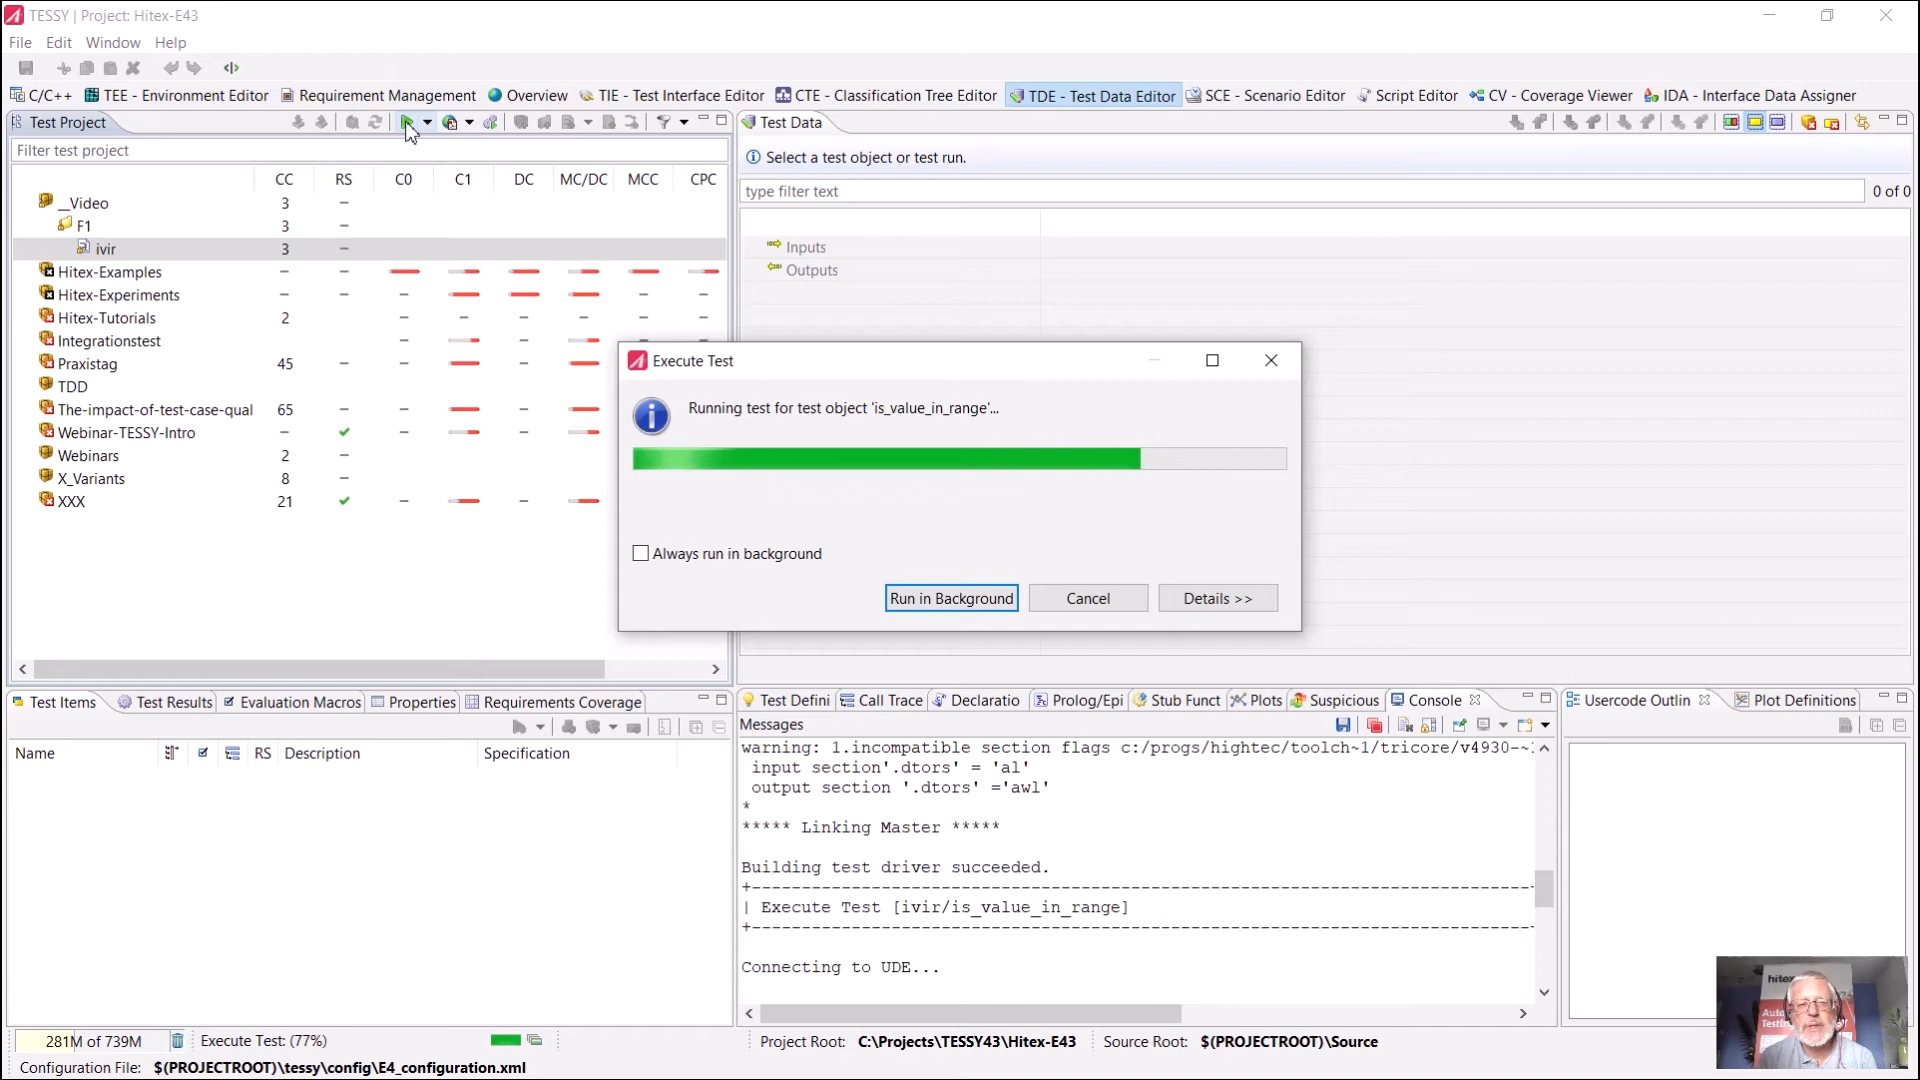 TESSY | Project: Hitex-E43
File Edit Window Help
C/C++ TEE - Environment Editor Requirement Management Overview TIE - Test Interface Editor CTE - Classification Tree Editor TDE - Test Data Editor SCE - Scenario Editor Script Editor CV - Coverage Viewer IDA - Interface Data Assigner
Test Project
Filter test project
CC RS C0 C1 DC MC/DC MCC CPC
__Video 3 –
F1 3 –
ivir 3 –
Hitex-Examples – –
Hitex-Experiments – – – – –
Hitex-Tutorials 2 – – – – – –
Integrationstest – –
Praxistag 45 – – –
TDD
The-impact-of-test-case-qual 65 – – –
Webinar-TESSY-Intro – – –
Webinars 2 –
X_Variants 8 –
XXX 21 – –
Test Data
Select a test object or test run.
type filter text 0 of 0
Inputs
Outputs
Execute Test
Running test for test object 'is_value_in_range'...
Always run in background
Run in Background Cancel Details >>
Test Items Test Results Evaluation Macros Properties Requirements Coverage
Name RS Description Specification
Test Defini Call Trace Declaratio Prolog/Epi Stub Funct Plots Suspicious Console
Messages
warning: 1.incompatible section flags c:/progs/hightec/toolch~1/tricore/v4930-~1
input section'.dtors' = 'al'
output section '.dtors' ='awl'
*
***** Linking Master *****
Building test driver succeeded.
+--------------------------------------------------------------------------------
| Execute Test [ivir/is_value_in_range]
+--------------------------------------------------------------------------------
Connecting to UDE...
Usercode Outlin Plot Definitions
hitex
281M of 739M Execute Test: (77%) Project Root: C:\Projects\TESSY43\Hitex-E43 Source Root: $(PROJECTROOT)\Source
Configuration File: $(PROJECTROOT)\tessy\config\E4_configuration.xml